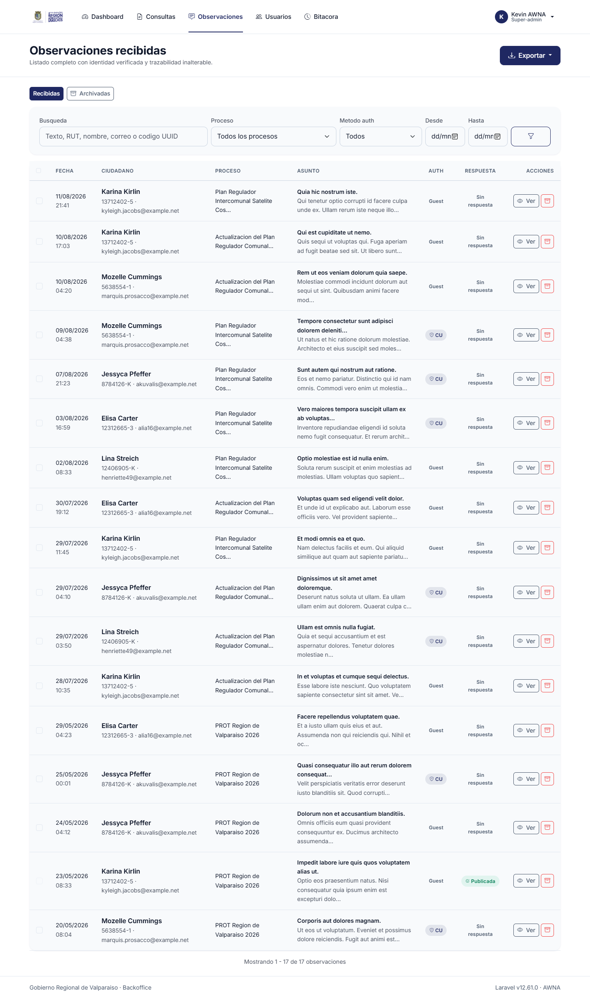 VALPARAÍSO
REGIÓN
DERECHOS
Dashboard
Consultas
Observaciones
Usuarios
Bitacora
K
Kevin AWNA
Super-admin
Observaciones recibidas
Listado completo con identidad verificada y trazabilidad inalterable.
Exportar
Recibidas
Archivadas
Busqueda
Proceso
Metodo auth
Desde
Hasta
Texto, RUT, nombre, correo o codigo UUID
Todos los procesos
Todos
dd/mn
dd/mn
FECHA CIUDADANO PROCESO ASUNTO AUTH RESPUESTA ACCIONES
11/08/2026
21:41
Karina Kirlin
13712402-5 ·
kyleigh.jacobs@example.net
Plan Regulador
Intercomunal Satelite
Cos...
Quia hic nostrum iste.
Qui tenetur optio corrupti id facere culpa
unde ex. Ullam rerum iste neque illo...
Guest
Sin
respuesta
Ver
10/08/2026
17:03
Karina Kirlin
13712402-5 ·
kyleigh.jacobs@example.net
Actualizacion del Plan
Regulador Comunal...
Qui est cupiditate ut nemo.
Quis sequi ut voluptas qui. Fuga aperiam
ad fugit beatae sed sit. Ut libero sunt...
Guest
Sin
respuesta
Ver
10/08/2026
04:20
Mozelle Cummings
5638554-1 ·
marquis.prosacco@example.net
Actualizacion del Plan
Regulador Comunal...
Rem ut eos veniam dolorum quia saepe.
Molestiae commodi incidunt dolorum aut
sequi ut sint. Quibusdam animi facere
mod...
Guest
Sin
respuesta
Ver
09/08/2026
04:38
Mozelle Cummings
5638554-1 ·
marquis.prosacco@example.net
Plan Regulador
Intercomunal Satelite
Cos...
Tempore consectetur sunt adipisci
dolorem deleniti...
Ut natus et hic ratione dolorum molestiae.
Architecto et eius suscipit sed moles...
CU
Sin
respuesta
Ver
07/08/2026
21:23
Jessyca Pfeffer
8784126-K · akuvalis@example.net
Plan Regulador
Intercomunal Satelite
Cos...
Sunt autem qui nostrum aut ratione.
Eos et nemo pariatur. Distinctio qui id nam
omnis. Commodi vero enim ut molestia...
CU
Sin
respuesta
Ver
03/08/2026
16:59
Elisa Carter
12312665-3 · alia16@example.net
Plan Regulador
Intercomunal Satelite
Cos...
Vero maiores tempora suscipit ullam ex
ab voluptas...
Inventore repudiandae eligendi id soluta
nemo fugit consequatur. Et rerum archit...
CU
Sin
respuesta
Ver
02/08/2026
08:33
Lina Streich
12406905-K ·
henriette49@example.net
Plan Regulador
Intercomunal Satelite
Cos...
Optio molestiae est id nulla enim.
Soluta rerum suscipit et enim molestias ad
molestias. Ullam voluptas quo sapient...
Guest
Sin
respuesta
Ver
30/07/2026
19:12
Elisa Carter
12312665-3 · alia16@example.net
Actualizacion del Plan
Regulador Comunal...
Voluptas quam sed eligendi velit dolor.
Et unde id ut explicabo aut. Laborum esse
officiis vero. Vel provident sapiente...
Guest
Sin
respuesta
Ver
29/07/2026
11:45
Karina Kirlin
13712402-5 ·
kyleigh.jacobs@example.net
Plan Regulador
Intercomunal Satelite
Cos...
Et modi omnis ea et quo.
Nam delectus facilis et eum. Qui aliquid
similique aut quam aut sapiente pariatu...
Guest
Sin
respuesta
Ver
29/07/2026
04:10
Jessyca Pfeffer
8784126-K · akuvalis@example.net
Actualizacion del Plan
Regulador Comunal...
Dignissimos ut sit amet amet
doloremque.
Deserunt natus soluta ut ullam. Ea ullam
ullam enim aut dolorem. Quaerat culpa c...
CU
Sin
respuesta
Ver
29/07/2026
03:50
Lina Streich
12406905-K ·
henriette49@example.net
Actualizacion del Plan
Regulador Comunal...
Ullam est omnis nulla fugiat.
Quia et sequi accusantium et est
aspernatur dolores. Tenetur dolores
molestiae n...
CU
Sin
respuesta
Ver
28/07/2026
10:35
Karina Kirlin
13712402-5 ·
kyleigh.jacobs@example.net
Actualizacion del Plan
Regulador Comunal...
In et voluptas et cumque sequi delectus.
Esse labore iste nesciunt. Quo voluptatem
sapiente consectetur sint sit amet. Ve...
Guest
Sin
respuesta
Ver
29/05/2026
04:23
Elisa Carter
12312665-3 · alia16@example.net
PROT Region de
Valparaiso 2026
Facere repellendus voluptatem quae.
Et a iusto ullam quis eius et aut.
Assumenda non qui reiciendis qui. Nihil et
oc...
Guest
Sin
respuesta
Ver
25/05/2026
00:01
Jessyca Pfeffer
8784126-K · akuvalis@example.net
PROT Region de
Valparaiso 2026
Quasi consequatur illo aut rerum dolorem
consequat...
Velit perspiciatis veritatis error deserunt
iusto blanditiis sit. Quod corrupti...
CU
Sin
respuesta
Ver
24/05/2026
04:12
Jessyca Pfeffer
8784126-K · akuvalis@example.net
PROT Region de
Valparaiso 2026
Dolorum non et accusantium blanditiis.
Omnis officiis eum quasi provident
consequuntur ex. Ducimus architecto
assumenda...
Guest
Sin
respuesta
Ver
23/05/2026
08:33
Karina Kirlin
13712402-5 ·
kyleigh.jacobs@example.net
PROT Region de
Valparaiso 2026
Impedit labore iure quis quos voluptatem
alias ut.
Optio eos praesentium natus. Nisi
consequatur quia ipsum enim est
excepturi dolo...
Guest
Publicada
Ver
20/05/2026
08:04
Mozelle Cummings
5638554-1 ·
marquis.prosacco@example.net
PROT Region de
Valparaiso 2026
Corporis aut dolores magnam.
Ut eos ut voluptatum. Eveniet et possimus
dolore reiciendis. Fugit aut animi est...
CU
Sin
respuesta
Ver
Mostrando 1 - 17 de 17 observaciones
Gobierno Regional de Valparaiso · Backoffice
Laravel v12.61.0 · AWNA